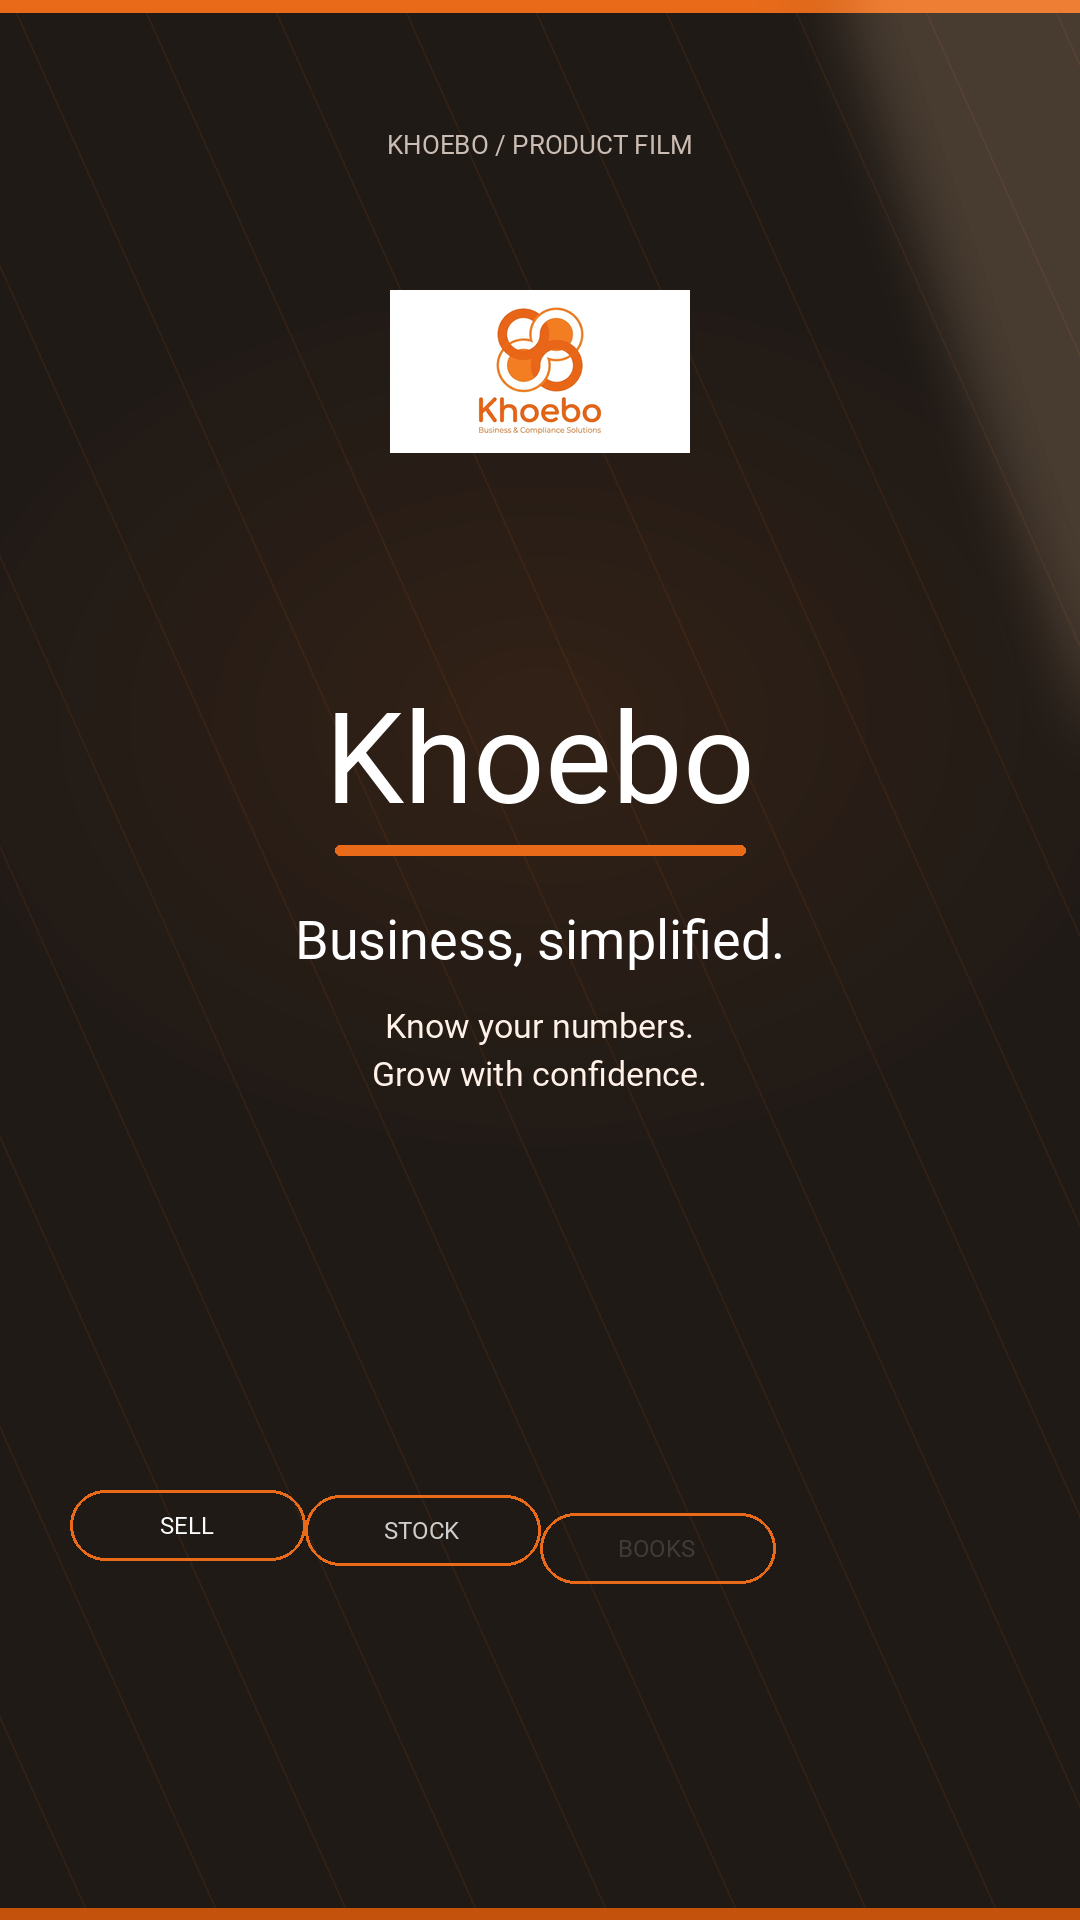 KHOEBO / PRODUCT FILM
Khoebo
Business & Compliance Solutions
Khoebo
Business, simplified.
Know your numbers.
Grow with confidence.
SELL
STOCK
BOOKS